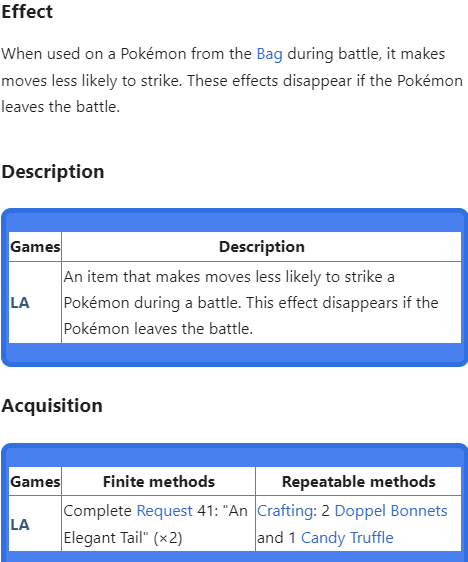 Effect
When used on a Pokémon from the Bag during battle, it makes
moves less likely to strike. These effects disappear if the Pokémon
leaves the battle.
Description
Games Description
LA
An item that makes moves less likely to strike a
Pokémon during a battle. This effect disappears if the
Pokémon leaves the battle.
Acquisition
Games Finite methods Repeatable methods
LA
Complete Request 41: "An
Elegant Tail" (×2)
Crafting: 2 Doppel Bonnets
and 1 Candy Truffle